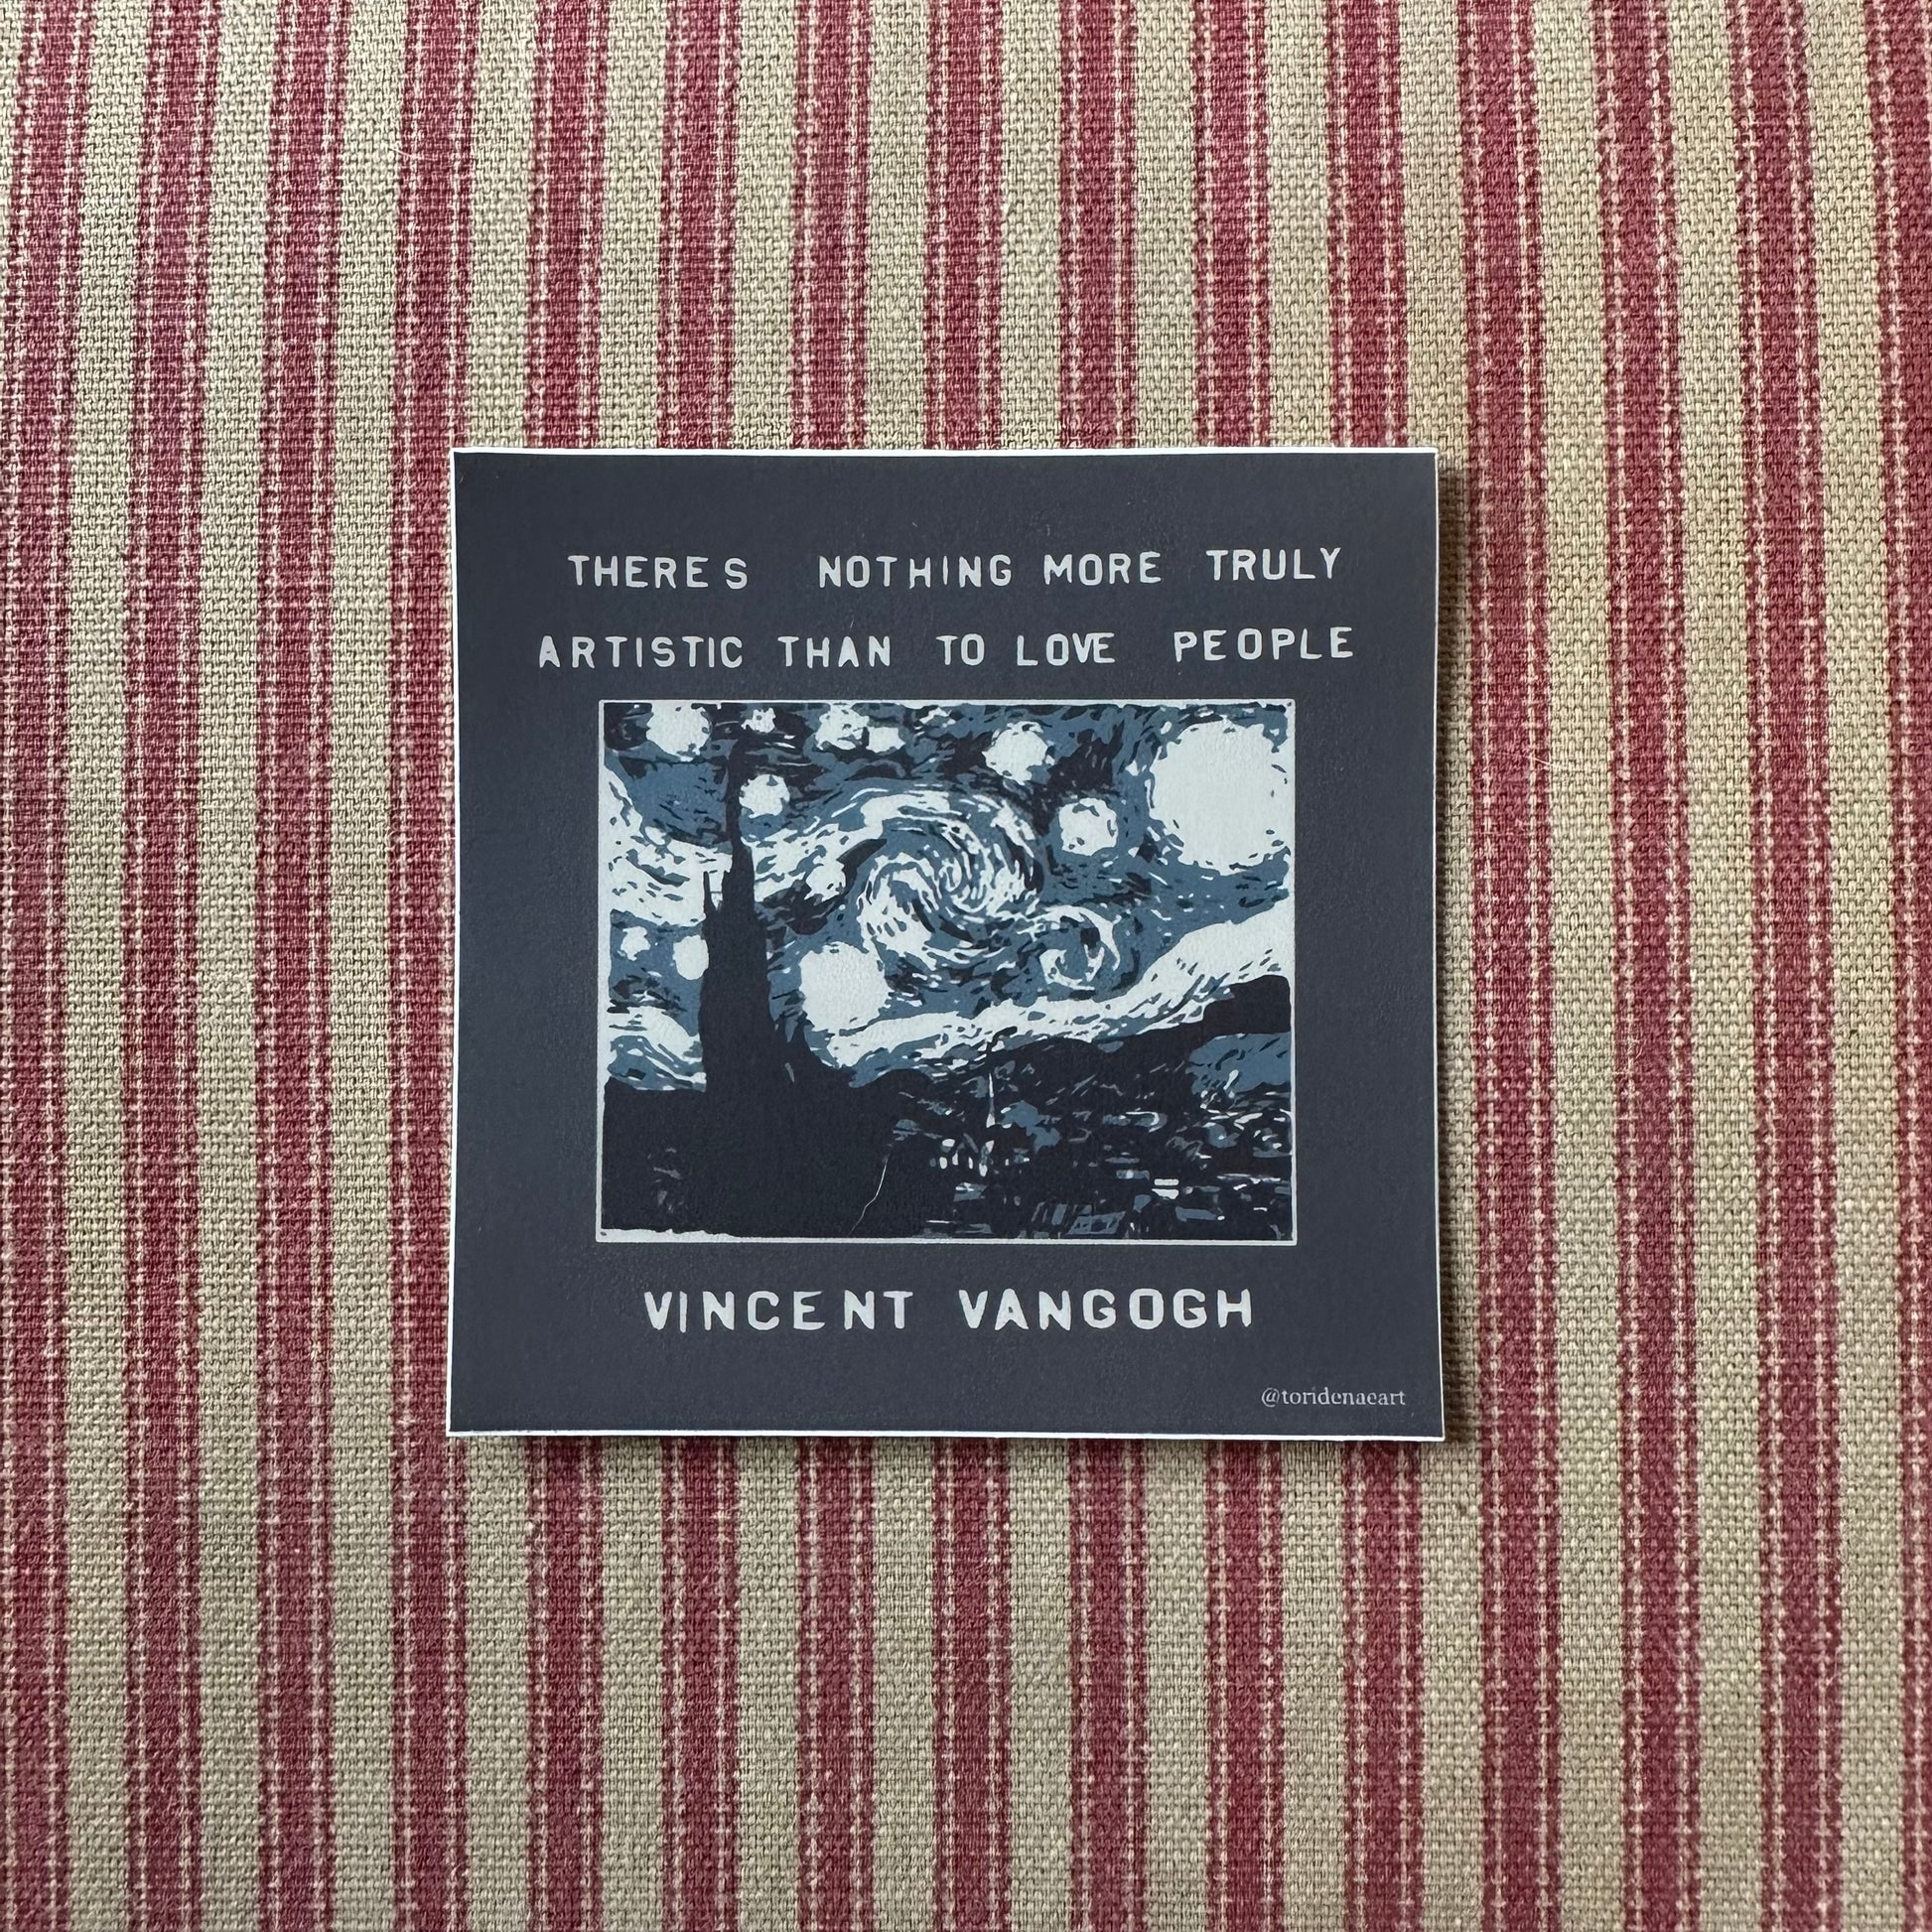 THERES NOTHING MORE TRULY
ARTISTIC THAN TO LOVE PEOPLE
VINCENT VANGOGH
@toridenaeart